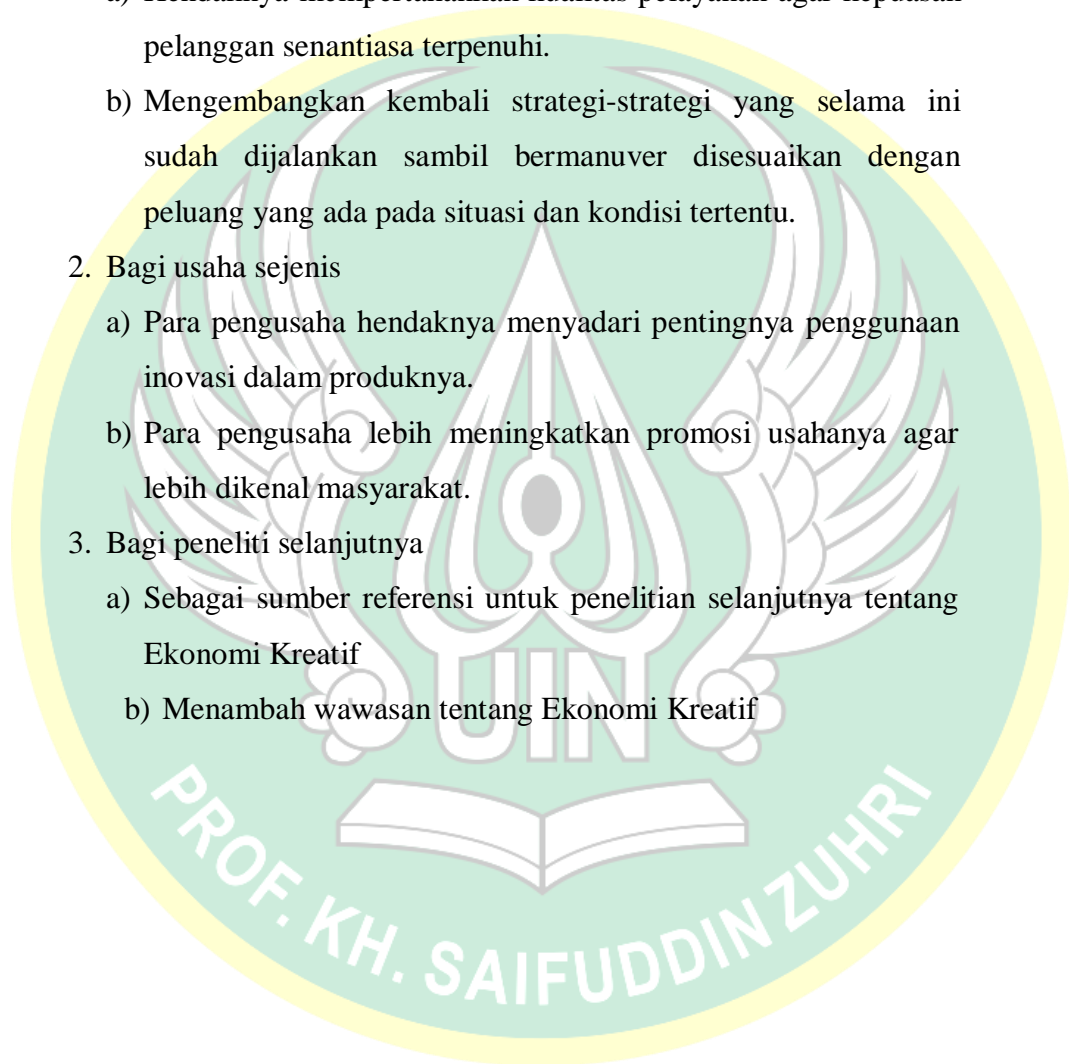 pelanggan senantiasa terpenuhi.
b) Mengembangkan kembali strategi-strategi yang selama ini
sudah dijalankan sambil bermanuver disesuaikan dengan
peluang yang ada pada situasi dan kondisi tertentu.
2. Bagi usaha sejenis
a) Para pengusaha hendaknya menyadari pentingnya penggunaan
inovasi dalam produknya.
b) Para pengusaha lebih meningkatkan promosi usahanya agar
lebih dikenal masyarakat.
3. Bagi peneliti selanjutnya
a) Sebagai sumber referensi untuk penelitian selanjutnya tentang
Ekonomi Kreatif
b) Menambah wawasan tentang Ekonomi Kreatif
UIN
PROF. KH. SAIFUDDIN ZUHRI